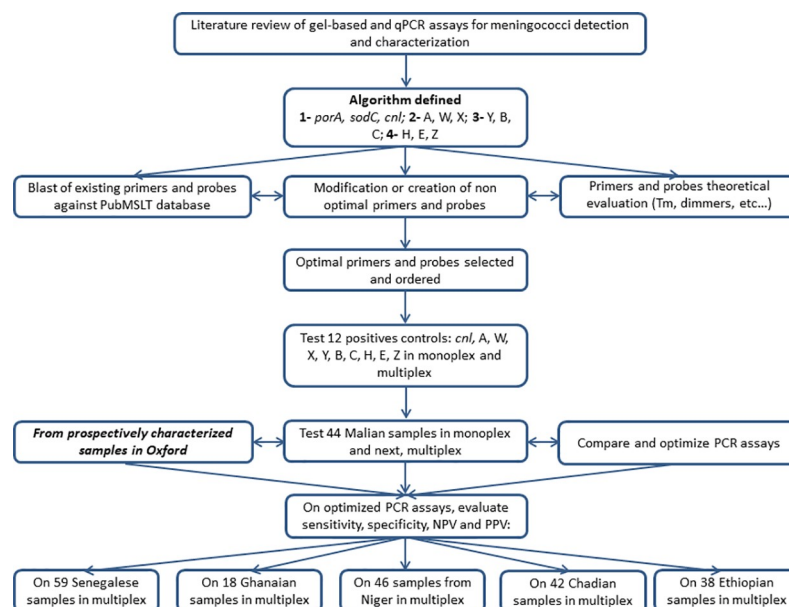 Literature review of gel-based and qPCR assays for meningococci detection
and characterization
Algorithm defined
1- porA, sodC, cnl; 2- A, W, X; 3- Y, B,
C; 4- H, E, Z
Blast of existing primers and probes
against PubMSLT database
Modification or creation of non
optimal primers and probes
Primers and probes theoretical
evaluation (Tm, dimmers, etc...)
Optimal primers and probes selected
and ordered
Test 12 positives controls: cnl, A, W,
X, Y, B, C, H, E, Z in monoplex and
multiplex
From prospectively characterized
samples in Oxford
Test 44 Malian samples in monoplex
and next, multiplex
Compare and optimize PCR assays
On optimized PCR assays, evaluate
sensitivity, specificity, NPV and PPV:
On 59 Senegalese
samples in multiplex
On 18 Ghanaian
samples in multiplex
On 46 samples from
Niger in multiplex
On 42 Chadian
samples in multiplex
On 38 Ethiopian
samples in multiplex